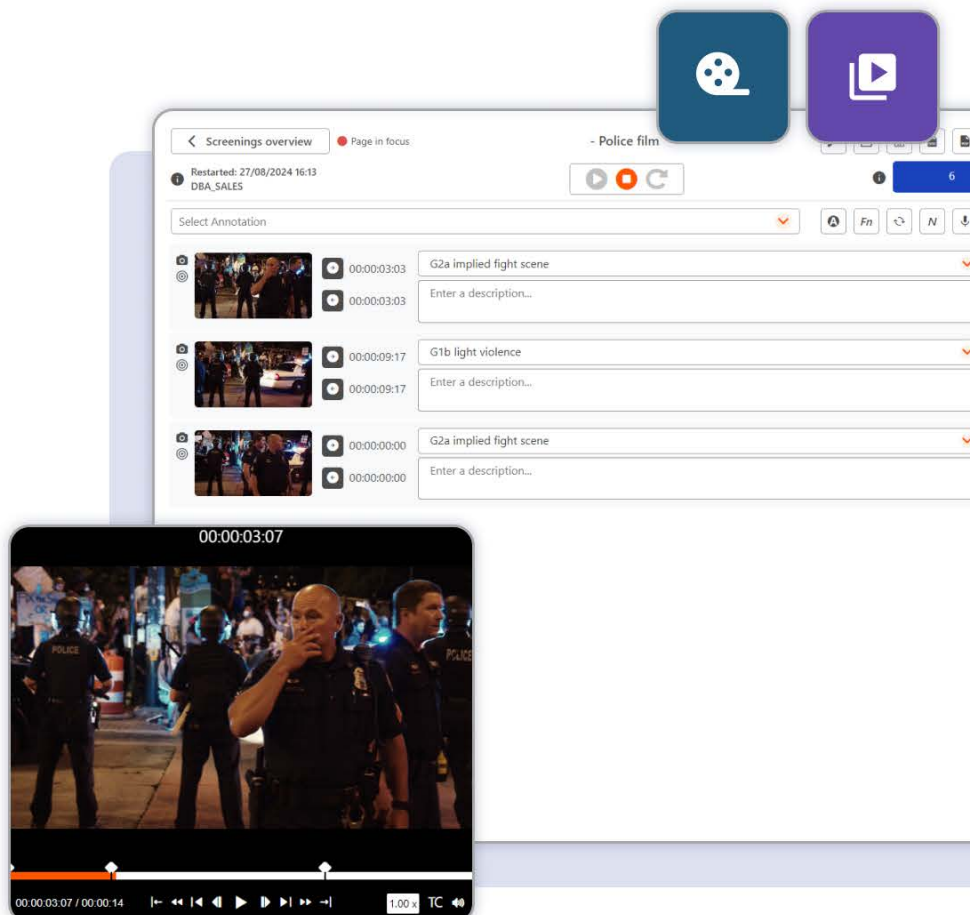 Screenings overview
Page in focus
- Police film
Restarted: 27/08/2024 16:13
DBA_SALES
6
Select Annotation
Fn
N
00:00:03:03
G2a implied fight scene
00:00:03:03
Enter a description...
00:00:09:17
G1b light violence
00:00:09:17
Enter a description...
00:00:00:00
G2a implied fight scene
00:00:00:00
Enter a description...
00:00:03:07
POLICE
POLICE
00:00:03:07 / 00:00:14
1.00 x
TC